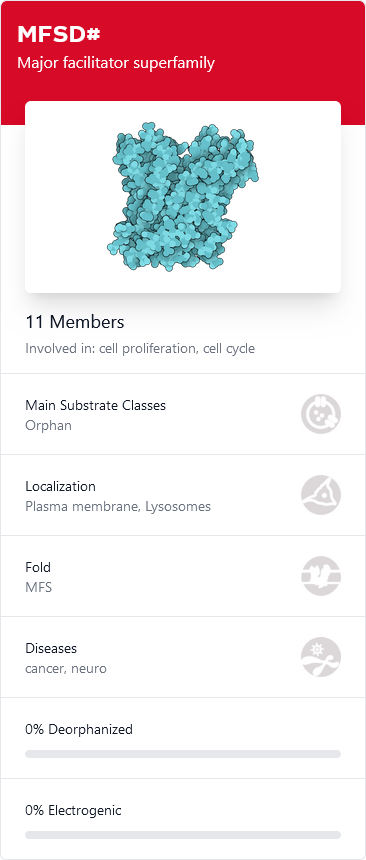 MFSD#
Major facilitator superfamily
11 Members
Involved in: cell proliferation, cell cycle
Main Substrate Classes
Orphan
Localization
Plasma membrane, Lysosomes
Fold
MFS
Diseases
cancer, neuro
0% Deorphanized
0% Electrogenic